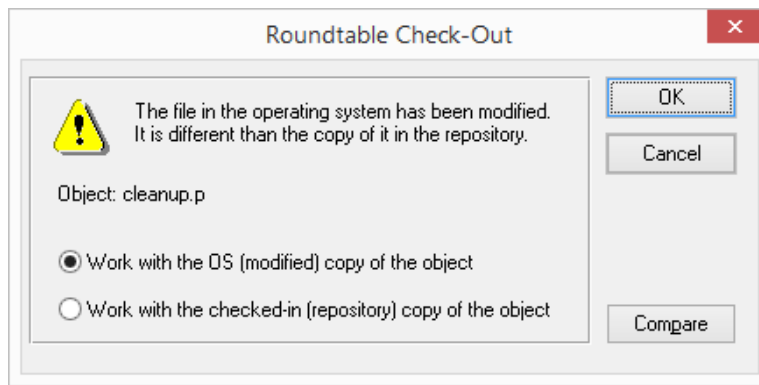 Roundtable Check-Out
The file in the operating system has been modified.
It is different than the copy of it in the repository.
Object: cleanup.p
Work with the OS (modified) copy of the object
Work with the checked-in (repository) copy of the object
OK
Cancel
Compare